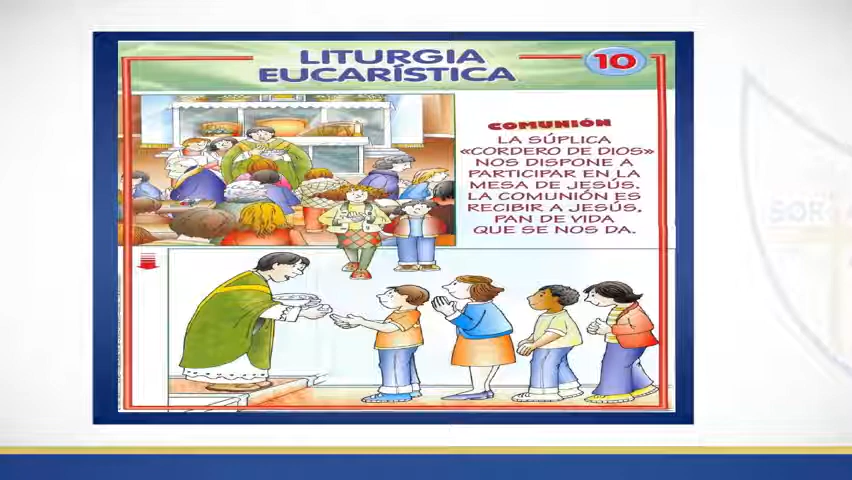 LITURGIA
EUCARÍSTICA
10
COMUNIÓN
LA SÚPLICA
«CORDERO DE DIOS»
NOS DISPONE A
PARTICIPAR EN LA
MESA DE JESÚS.
LA COMUNIÓN ES
RECIBIR A JESÚS,
PAN DE VIDA
QUE SE NOS DA.
SOR